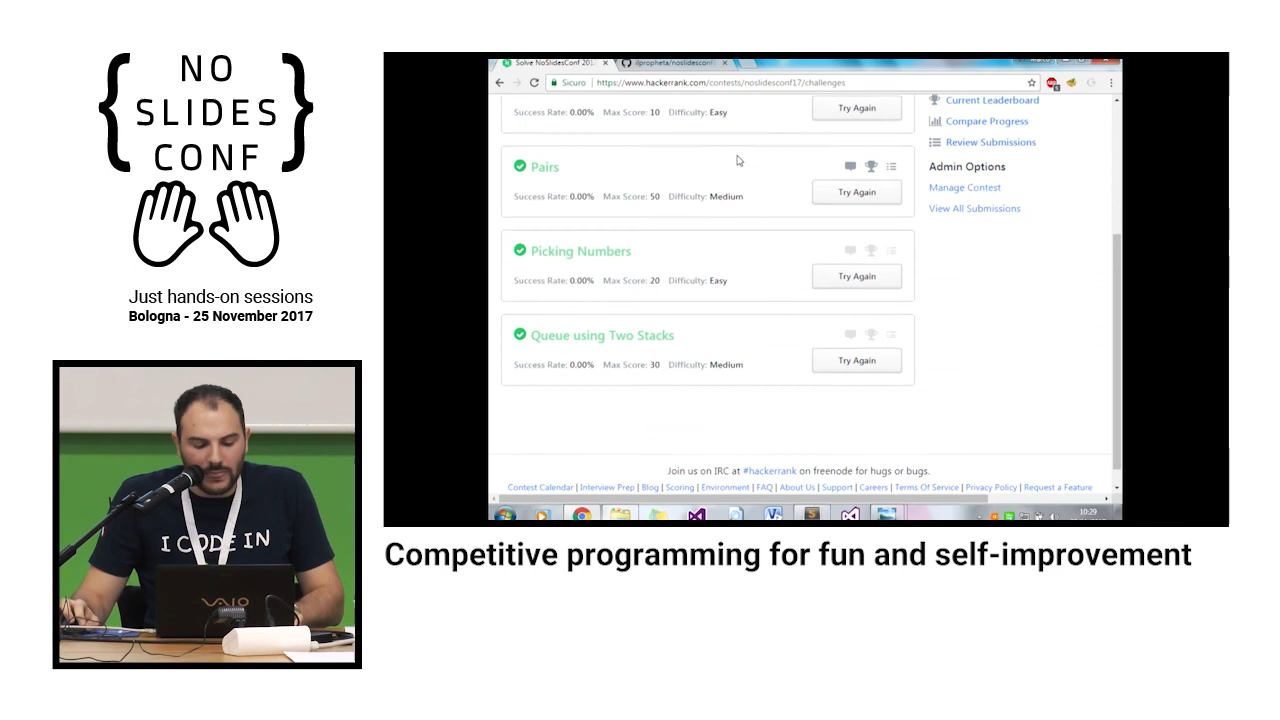 NO
SLIDES
CONF
Just hands-on sessions
Bologna - 25 November 2017
I CODE IN
VAIO
Solve NoSlidesConf 201
ilpropheta/noslidesconf
Sicuro | https://www.hackerrank.com/contests/noslidesconf17/challenges
Success Rate: 0.00% Max Score: 10 Difficulty: Easy
Try Again
Pairs
Success Rate: 0.00% Max Score: 50 Difficulty: Medium
Try Again
Picking Numbers
Success Rate: 0.00% Max Score: 20 Difficulty: Easy
Try Again
Queue using Two Stacks
Success Rate: 0.00% Max Score: 30 Difficulty: Medium
Try Again
Current Leaderboard
Compare Progress
Review Submissions
Admin Options
Manage Contest
View All Submissions
Join us on IRC at #hackerrank on freenode for hugs or bugs.
Contest Calendar | Interview Prep | Blog | Scoring | Environment | FAQ | About Us | Support | Careers | Terms Of Service | Privacy Policy | Request a Feature
10:29
Competitive programming for fun and self-improvement